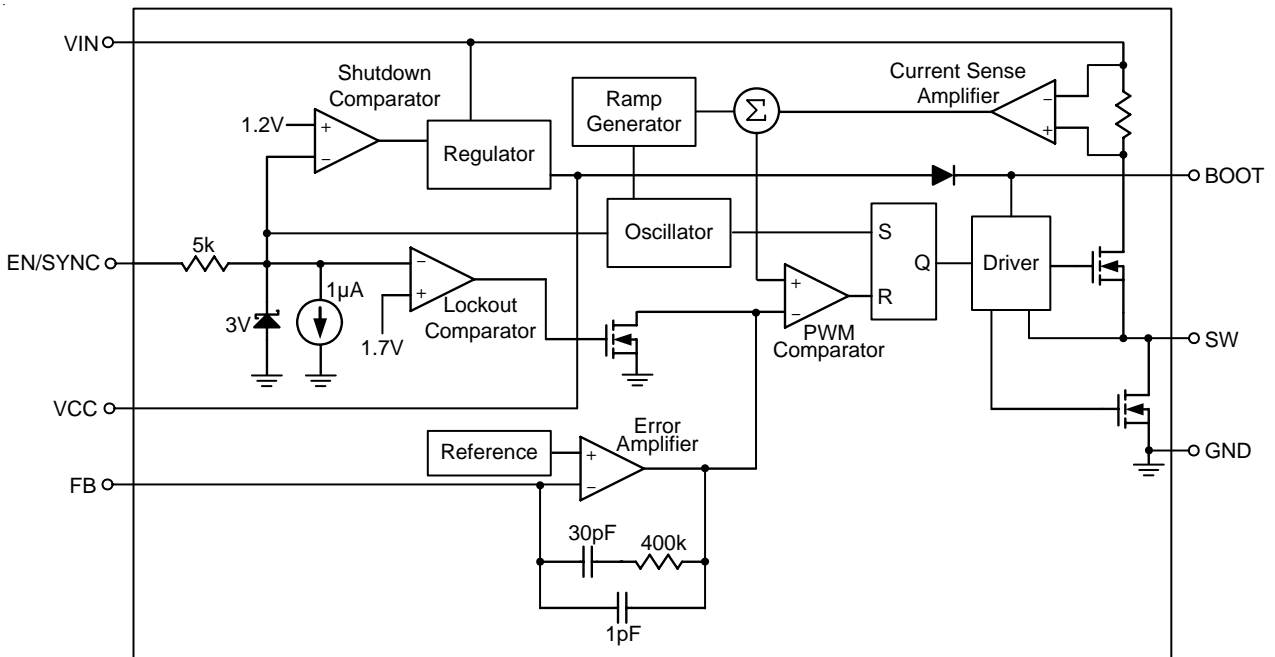 VIN
Shutdown
Comparator
Current Sense
Amplifier
Ramp
Generator
Σ
−
+
1.2V
+
−
Regulator
BOOT
5k
EN/SYNC
Oscillator
S
Q
R
Driver
−
+
1µA
Lockout
Comparator
3V
1.7V
+
−
PWM
Comparator
SW
VCC
Error
Amplifier
Reference
+
−
GND
FB
30pF
400k
1pF